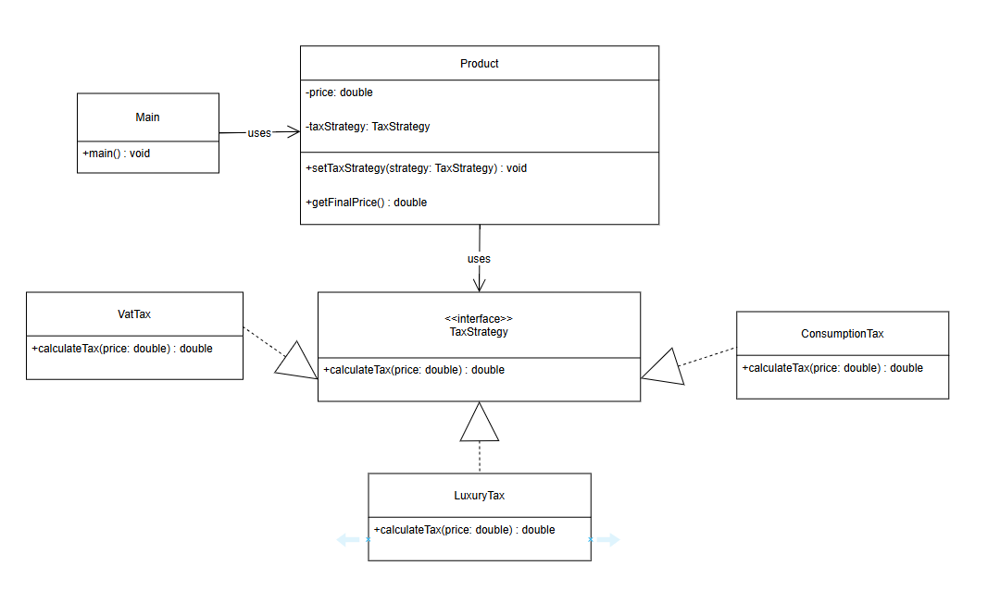 Product
-price: double
-taxStrategy: TaxStrategy
+setTaxStrategy(strategy: TaxStrategy) : void
+getFinalPrice() : double
Main
+main() : void
uses
uses
VatTax
+calculateTax(price: double) : double
<<interface>>
TaxStrategy
+calculateTax(price: double) : double
ConsumptionTax
+calculateTax(price: double) : double
LuxuryTax
+calculateTax(price: double) : double